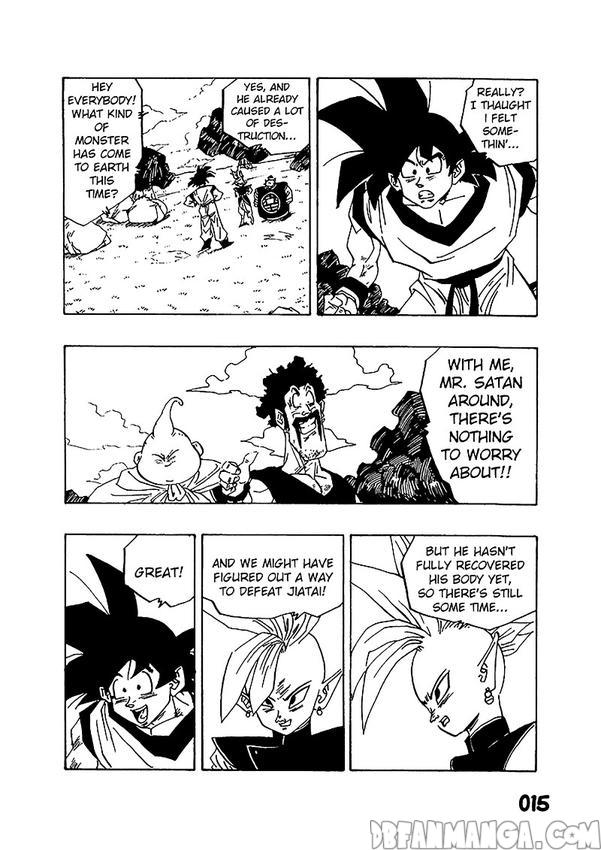 REALLY?
I THAUGHT
I FELT
SOME-
THIN'...
YES, AND
HE ALREADY
CAUSED A LOT
OF DES-
TRUCTION...
HEY
EVERYBODY!
WHAT KIND
OF
MONSTER
HAS COME
TO EARTH
THIS
TIME?
WITH ME,
MR. SATAN
AROUND,
THERE'S
NOTHING
TO WORRY
ABOUT!!
BUT HE HASN'T
FULLY RECOVERED
HIS BODY YET,
SO THERE'S STILL
SOME TIME...
AND WE MIGHT HAVE
FIGURED OUT A WAY
TO DEFEAT JIATAI!
GREAT!
015
DBFANMANGA.COM